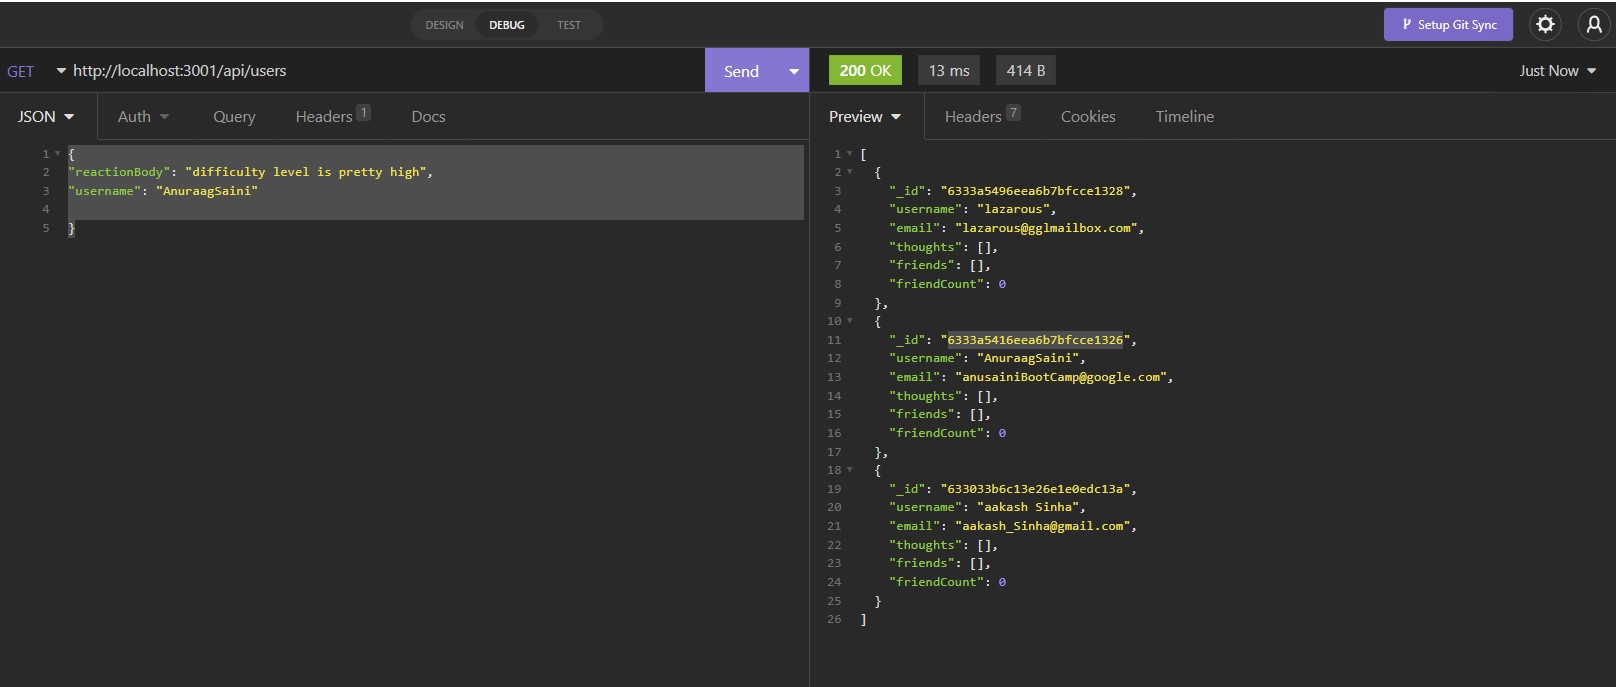 DESIGN DEBUG TEST Setup Git Sync
GET http://localhost:3001/api/users Send 200 OK 13 ms 414 B Just Now
JSON Auth Query Headers 1 Docs
1 {
2 "reactionBody": "difficulty level is pretty high",
3 "username": "AnuraagSaini"
4
5 }
Preview Headers 7 Cookies Timeline
1 [
2 {
3 "_id": "6333a5496eea6b7bfcce1328",
4 "username": "lazarous",
5 "email": "lazarous@gglmailbox.com",
6 "thoughts": [],
7 "friends": [],
8 "friendCount": 0
9 },
10 {
11 "_id": "6333a5416eea6b7bfcce1326",
12 "username": "AnuraagSaini",
13 "email": "anusainiBootCamp@google.com",
14 "thoughts": [],
15 "friends": [],
16 "friendCount": 0
17 },
18 {
19 "_id": "633033b6c13e26e1e0edc13a",
20 "username": "aakash Sinha",
21 "email": "aakash_Sinha@gmail.com",
22 "thoughts": [],
23 "friends": [],
24 "friendCount": 0
25 }
26 ]